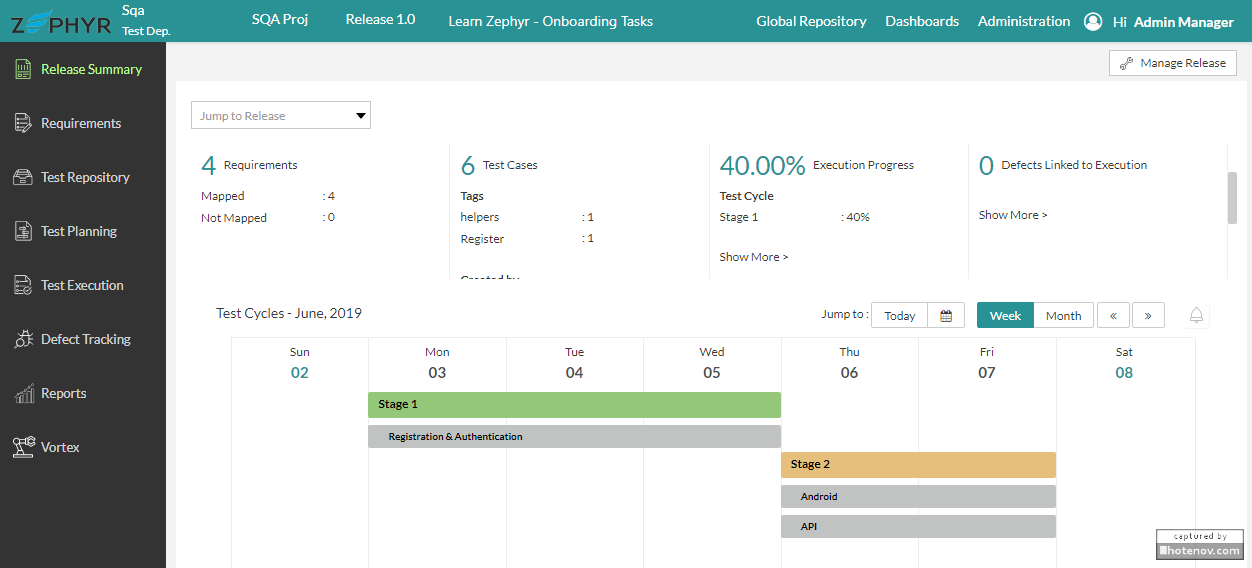 ZEPHYR
Sqa
Test Dep.
SQA Proj
Release 1.0
Learn Zephyr - Onboarding Tasks
Global Repository
Dashboards
Administration
Hi Admin Manager
Release Summary
Requirements
Test Repository
Test Planning
Test Execution
Defect Tracking
Reports
Vortex
Manage Release
Jump to Release
4 Requirements
Mapped : 4
Not Mapped : 0
6 Test Cases
Tags
helpers : 1
Register : 1
Created by
40.00% Execution Progress
Test Cycle
Stage 1 : 40%
Show More >
0 Defects Linked to Execution
Show More >
Test Cycles - June, 2019
Jump to :
Today
Week
Month
«
»
Sun Mon Tue Wed Thu Fri Sat
02 03 04 05 06 07 08
Stage 1
Registration & Authentication
Stage 2
Android
API
captured by
hotenov.com